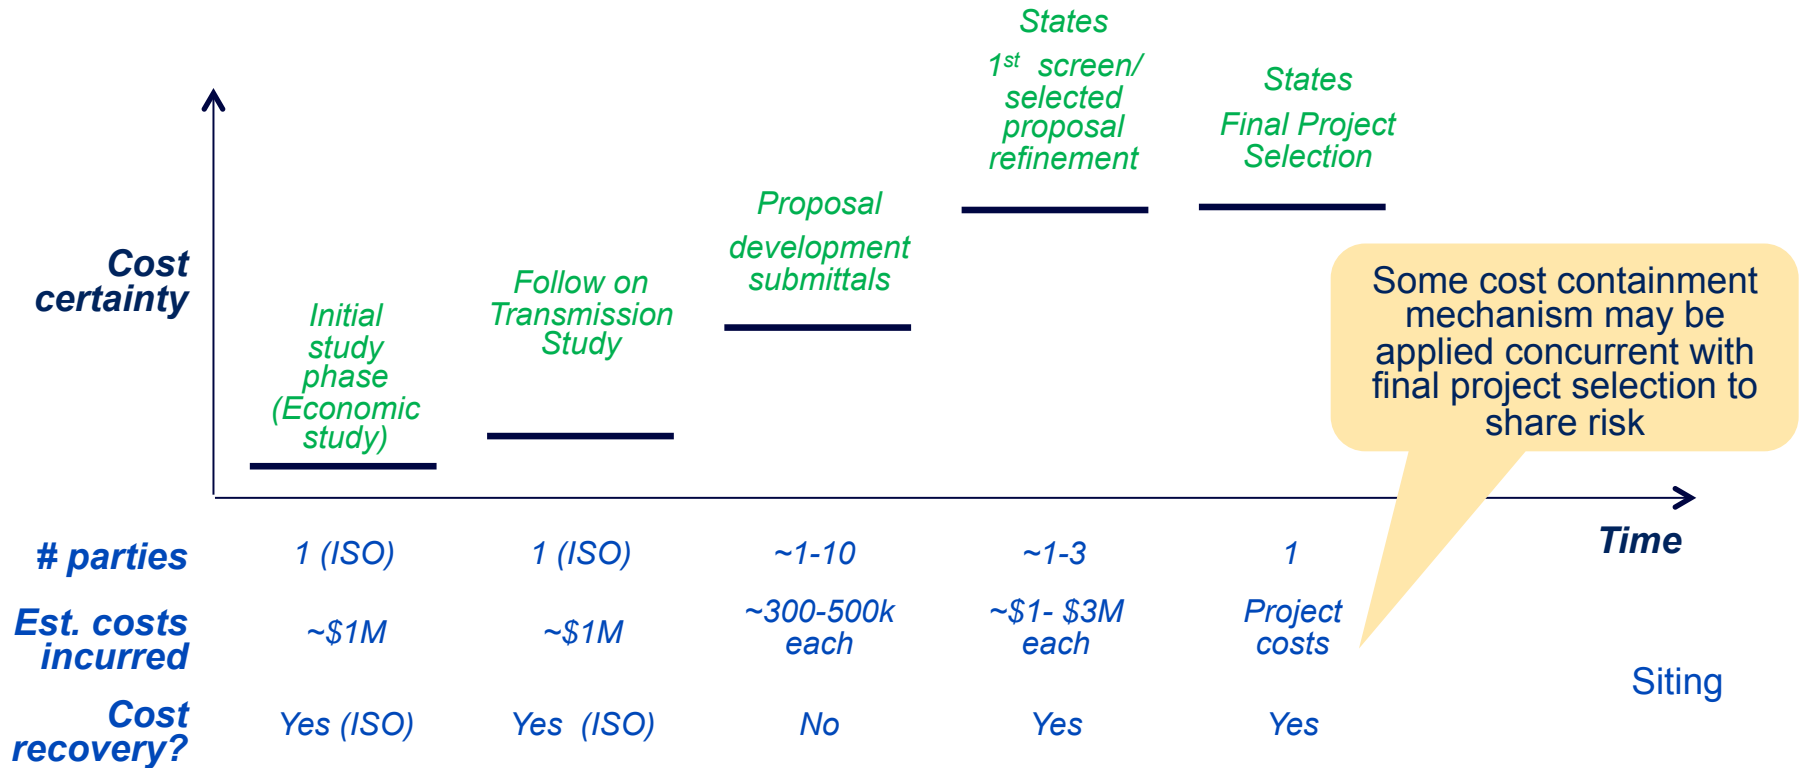 States
1st screen/
selected
proposal
refinement
States
Final Project
Selection
Proposal
development
submittals
Follow on
Transmission
Study
Initial
study
phase
(Economic
study)
Cost
certainty
Some cost containment
mechanism may be
applied concurrent with
final project selection to
share risk
Time
# parties
1 (ISO)
1 (ISO)
~1-10
~1-3
1
Est. costs
incurred
~$1M
~$1M
~300-500k
each
~$1- $3M
each
Project
costs
Siting
Cost
recovery?
Yes (ISO)
Yes (ISO)
No
Yes
Yes